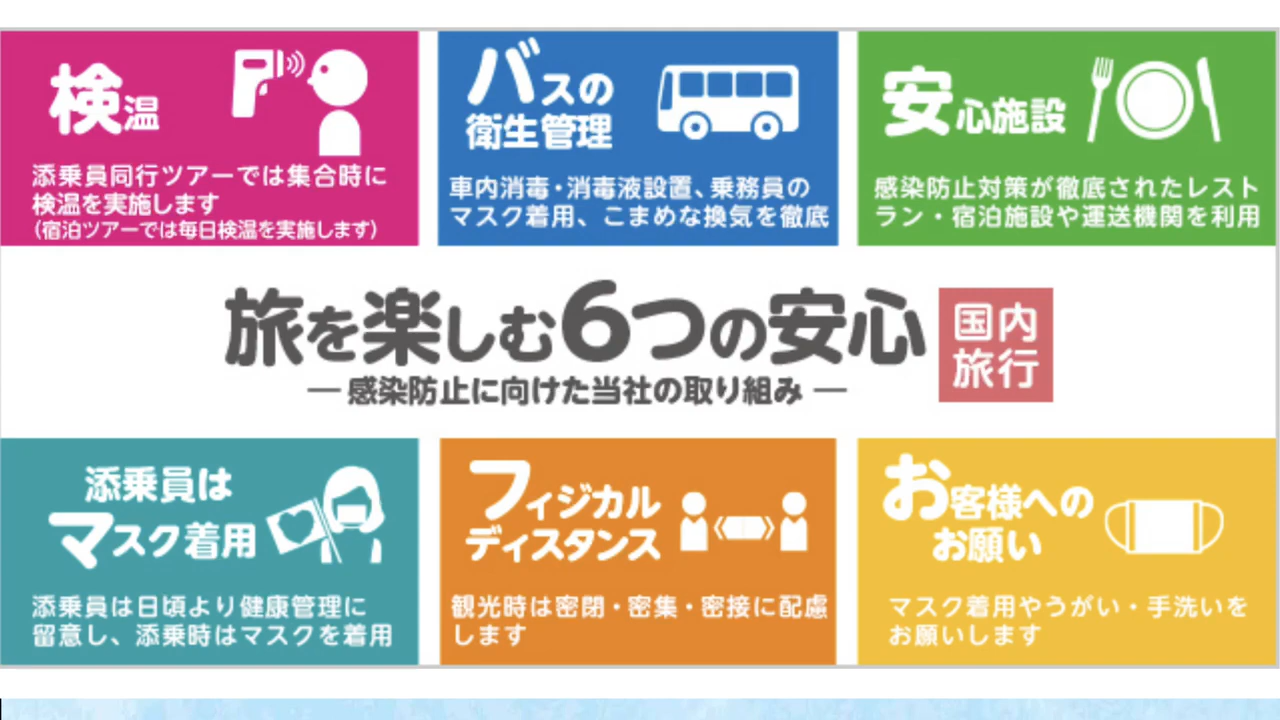 検温
添乗員同行ツアーでは集合時に
検温を実施します
(宿泊ツアーでは毎日検温を実施します)
バスの
衛生管理
車内消毒・消毒液設置、乗務員の
マスク着用、こまめな換気を徹底
安心施設
感染防止対策が徹底されたレスト
ラン・宿泊施設や運送機関を利用
旅を楽しむ6つの安心
国内
旅行
― 感染防止に向けた当社の取り組み ―
添乗員は
マスク着用
添乗員は日頃より健康管理に
留意し、添乗時はマスクを着用
フィジカル
ディスタンス
観光時は密閉・密集・密接に配慮
します
お客様への
お願い
マスク着用やうがい・手洗いを
お願いします